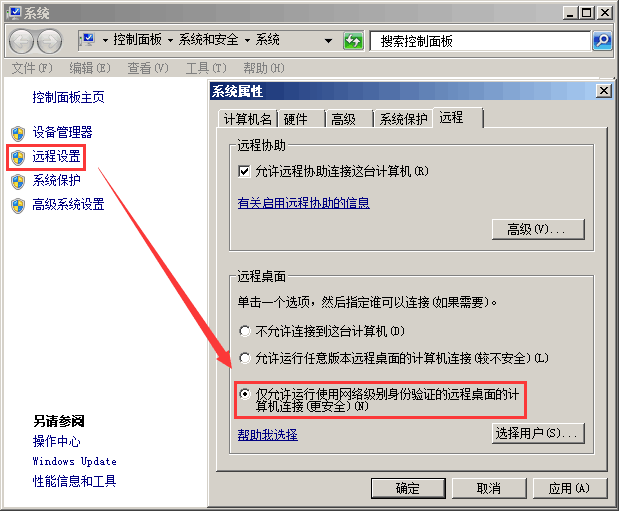 系统
控制面板 系统和安全 系统
搜索控制面板
文件(F) 编辑(E) 查看(V) 工具(T) 帮助(H)
控制面板主页
设备管理器
远程设置
系统保护
高级系统设置
另请参阅
操作中心
Windows Update
性能信息和工具
系统属性
计算机名 硬件 高级 系统保护 远程
远程协助
允许远程协助连接这台计算机(R)
有关启用远程协助的信息
高级(V)...
远程桌面
单击一个选项，然后指定谁可以连接(如果需要)。
不允许连接到这台计算机(D)
允许运行任意版本远程桌面的计算机连接(较不安全)(L)
仅允许运行使用网络级别身份验证的远程桌面的计
算机连接(更安全)(N)
帮助我选择
选择用户(S)...
确定 取消 应用(A)